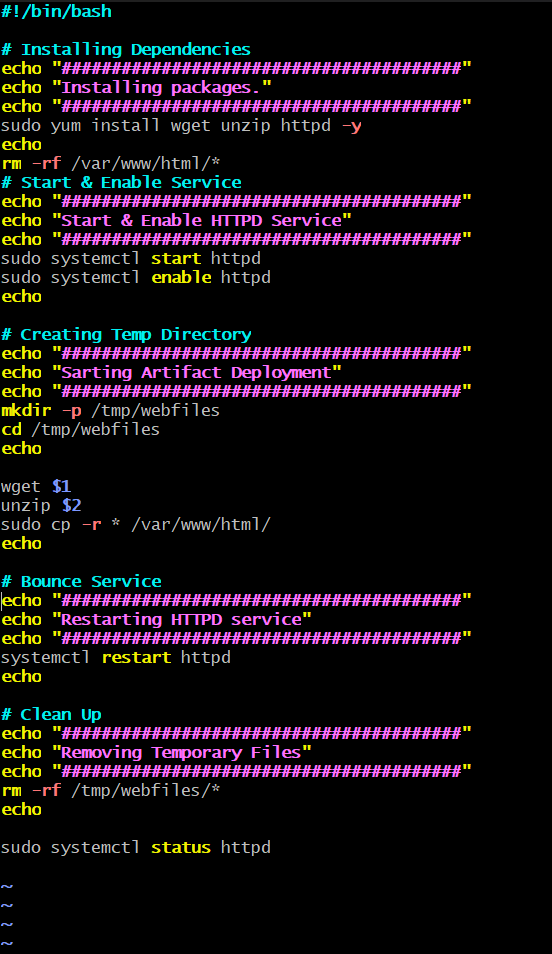 #!/bin/bash
# Installing Dependencies
echo "########################################"
echo "Installing packages."
echo "########################################"
sudo yum install wget unzip httpd -y
echo
rm -rf /var/www/html/*
# Start & Enable Service
echo "########################################"
echo "Start & Enable HTTPD Service"
echo "########################################"
sudo systemctl start httpd
sudo systemctl enable httpd
echo
# Creating Temp Directory
echo "########################################"
echo "Sarting Artifact Deployment"
echo "########################################"
mkdir -p /tmp/webfiles
cd /tmp/webfiles
echo
wget $1
unzip $2
sudo cp -r * /var/www/html/
echo
# Bounce Service
echo "########################################"
echo "Restarting HTTPD service"
echo "########################################"
systemctl restart httpd
echo
# Clean Up
echo "########################################"
echo "Removing Temporary Files"
echo "########################################"
rm -rf /tmp/webfiles/*
echo
sudo systemctl status httpd
~
~
~
~